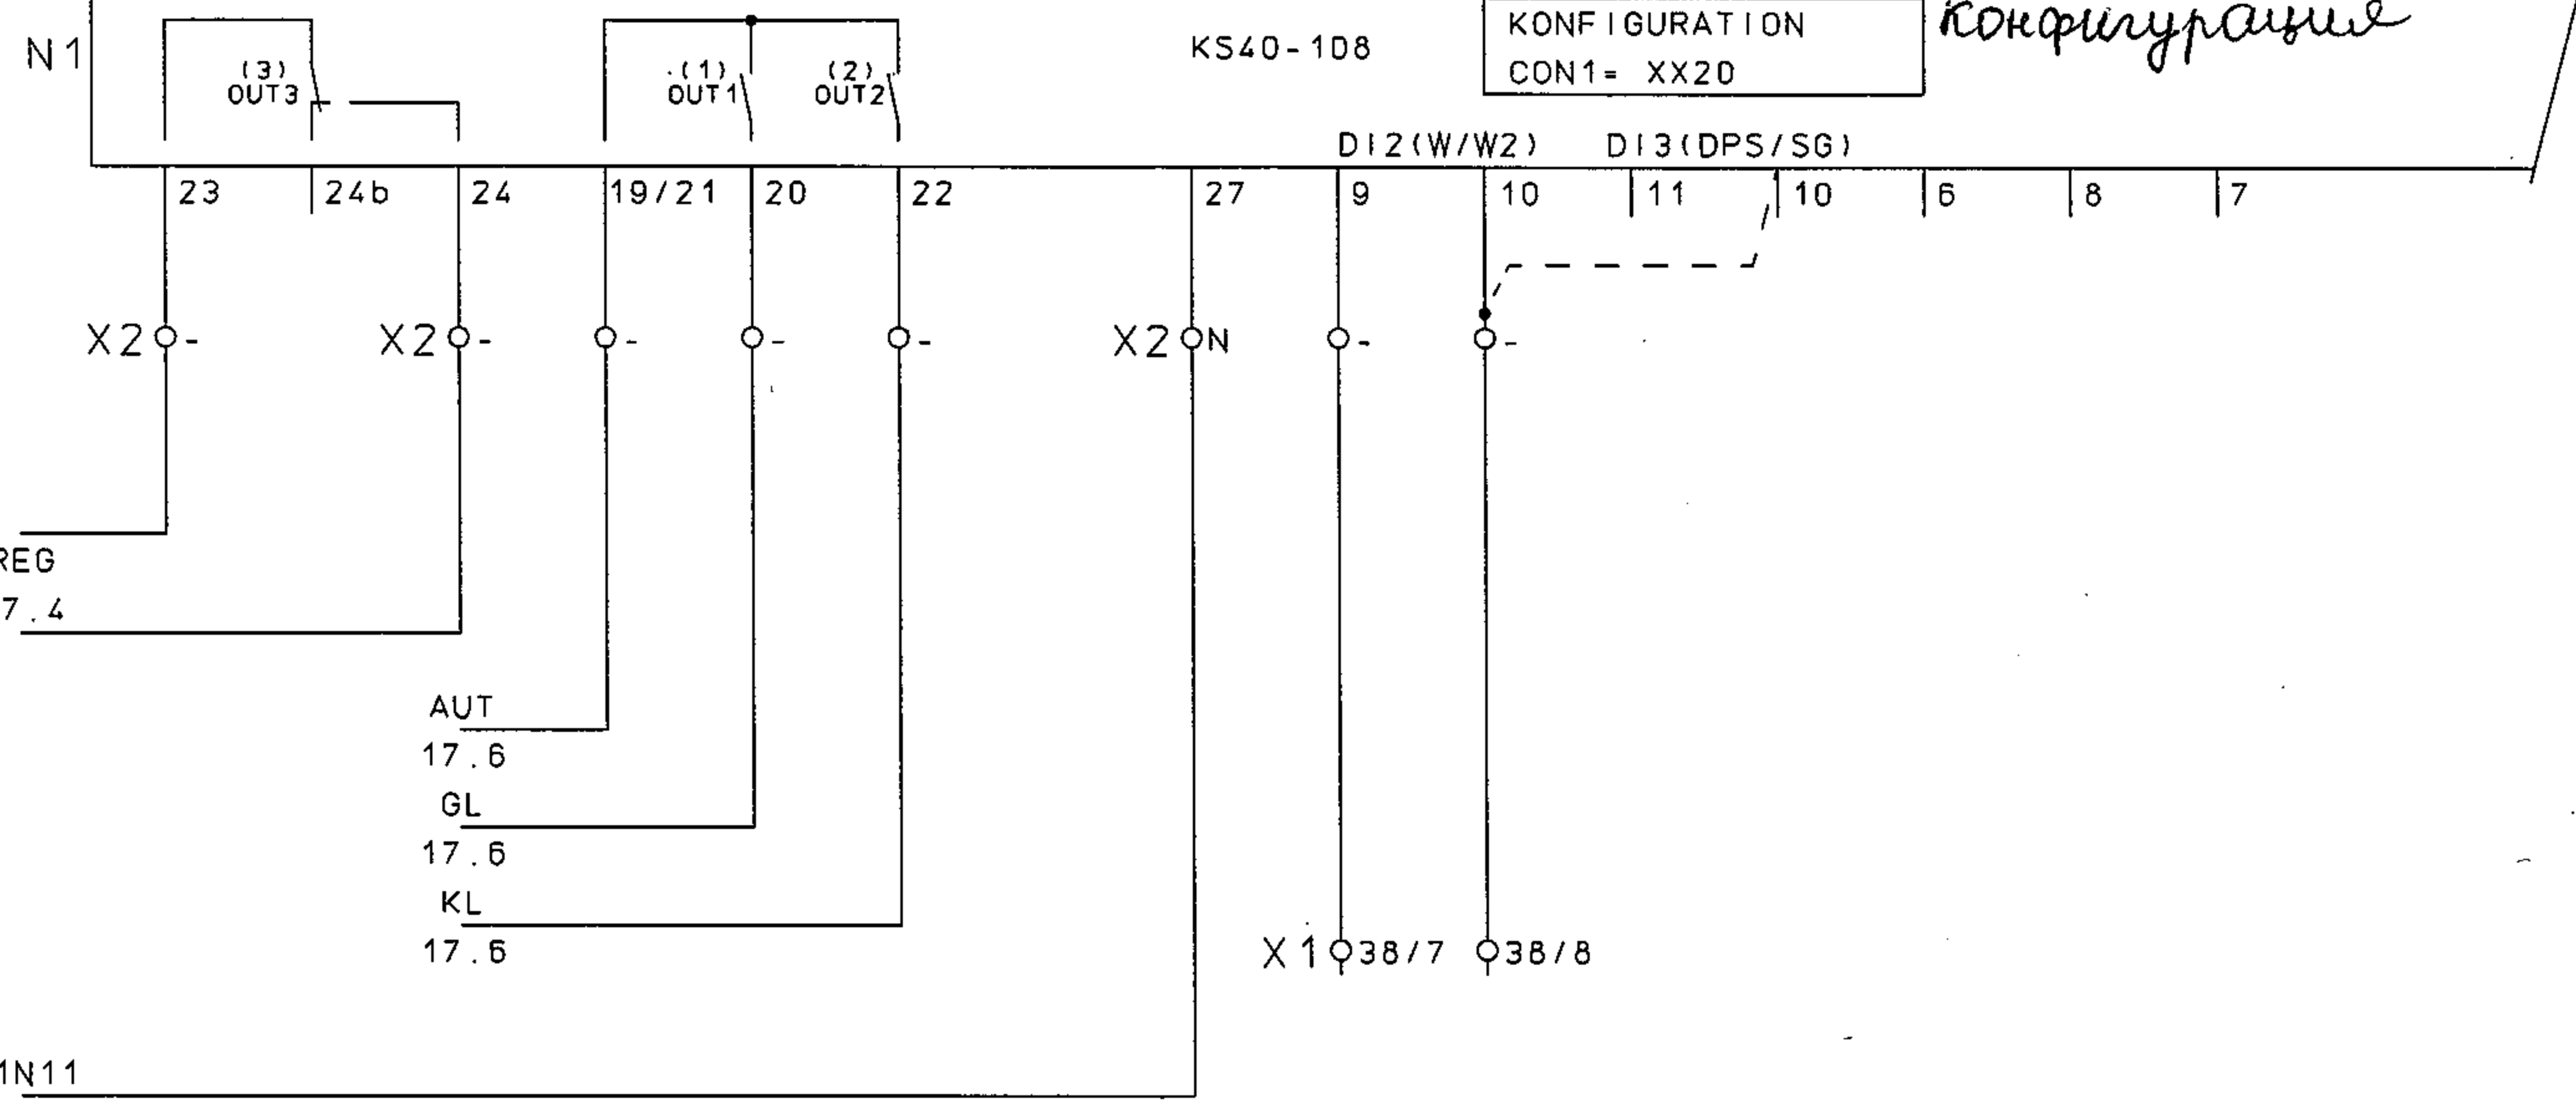 KONFIGURATION
конфигурация
CON1= XX20
N1
KS40-108
(3)
OUT3
(1)
OUT1
(2)
OUT2
DI2(W/W2)
DI3(DPS/SG)
23
24b
24
19/21
20
22
27
9
10
11
10
6
8
7
X2 -
X2 -
-
-
-
X2 N
-
-
REG
7.4
AUT
17.6
GL
17.6
KL
17.6
X1 38/7
38/8
1N11